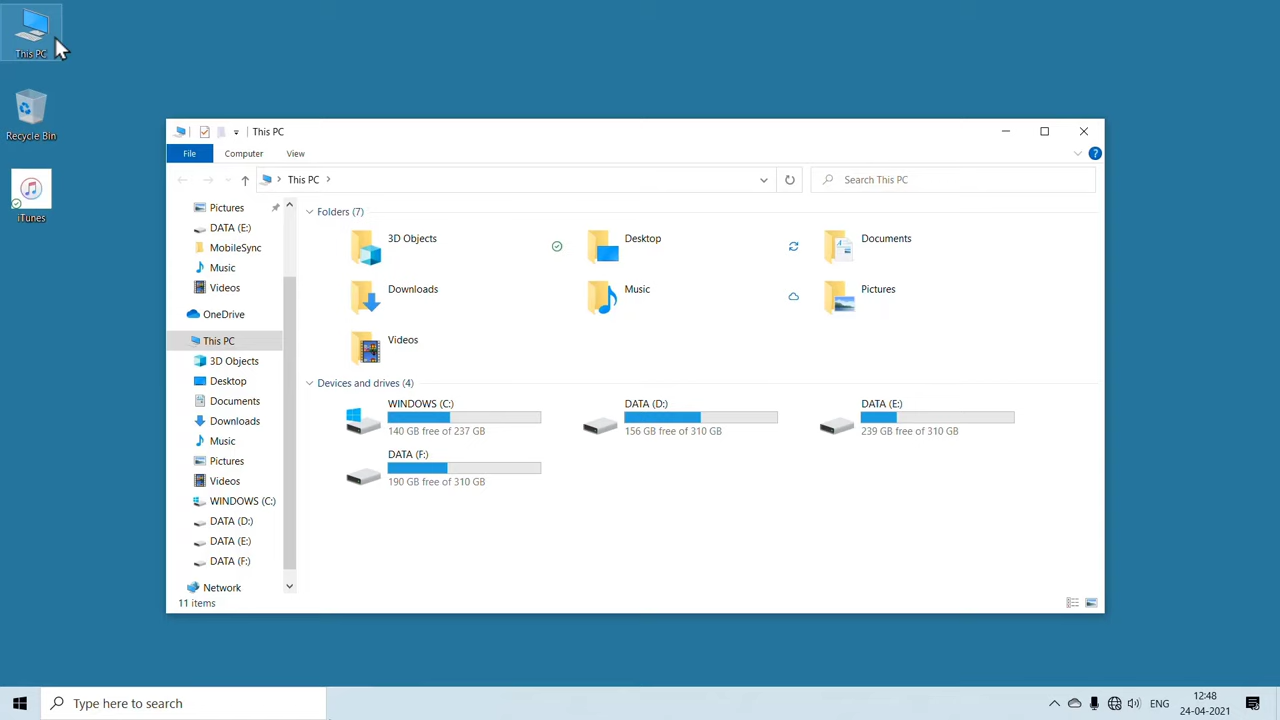 This PC
Recycle Bin
iTunes
This PC
File Computer View
This PC
Search This PC
Pictures
DATA (E:)
MobileSync
Music
Videos
OneDrive
This PC
3D Objects
Desktop
Documents
Downloads
Music
Pictures
Videos
WINDOWS (C:)
DATA (D:)
DATA (E:)
DATA (F:)
Network
Folders (7)
3D Objects
Desktop
Documents
Downloads
Music
Pictures
Videos
Devices and drives (4)
WINDOWS (C:)
140 GB free of 237 GB
DATA (D:)
156 GB free of 310 GB
DATA (E:)
239 GB free of 310 GB
DATA (F:)
190 GB free of 310 GB
11 items
Type here to search
ENG
12:48
24-04-2021